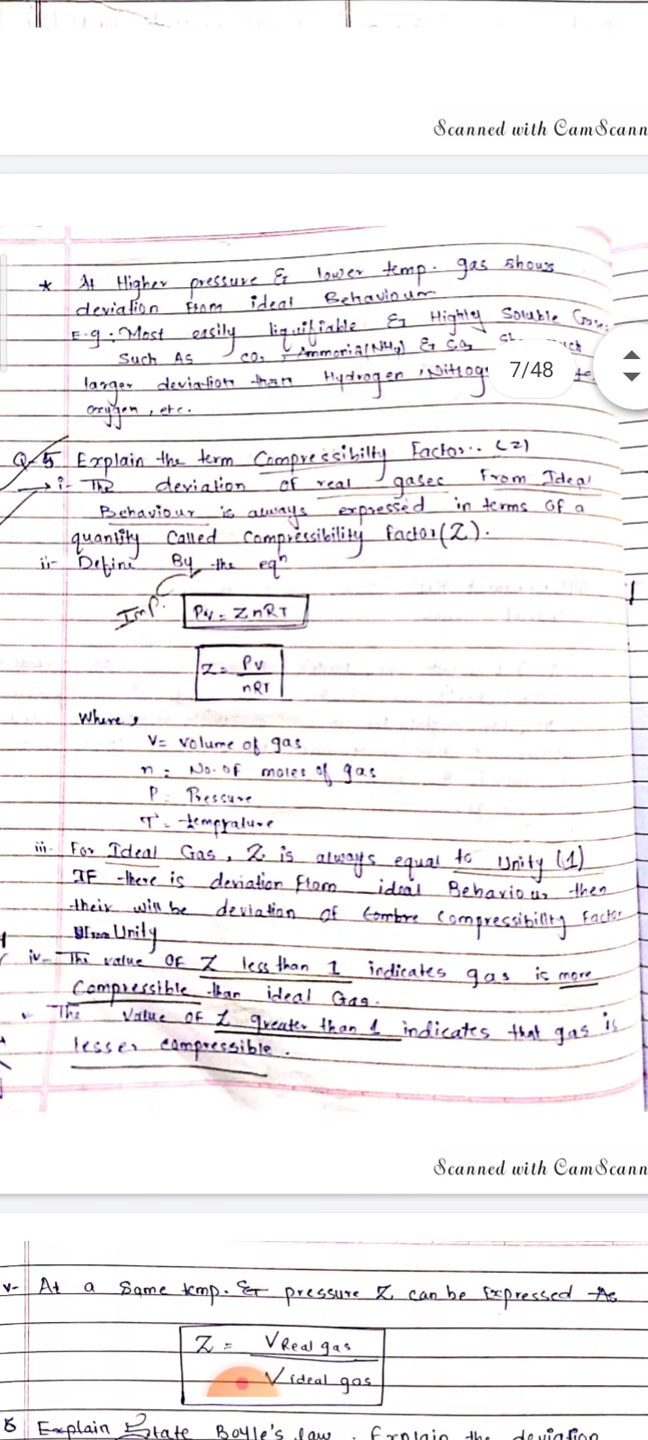 Scanned with CamScann
* At Higher pressure & lower temp. gas shows
deviation from ideal Behaviour
E.g : Most easily liquifiable & Highly Soluble
Such As CO2, Ammonia(NH3) &
7/48
larger deviation than Hydrogen,
oxygen, etc.
Q-5 Explain the term Compressibilty Factor.. (Z)
→ i- The deviation of real gases From Ideal
Behaviour is always expressed in terms of a
quantity Called Compressibility Factor(Z).
ii- Define By the eqn
Imp.
PV = ZnRT
Z = PV
nRT
Where,
V= Volume of gas
n = No. of moles of gas
P = Pressure
T = tempralure
iii- For Ideal Gas, Z is always equal to Unity (1)
IF there is deviation from ideal Behaviour then
their will be deviation of Compressibility Factor
Unity
iv- The value OF Z less than 1 indicates gas is more
Compressible than ideal Gas.
v The Value OF Z greater than 1 indicates that gas is
lesser compressible.
Scanned with CamScann
v- At a Same temp. & pressure Z can be Expressed As
Z = V Real gas
V ideal gas
Explain State Boyle's law. Explain the deviation